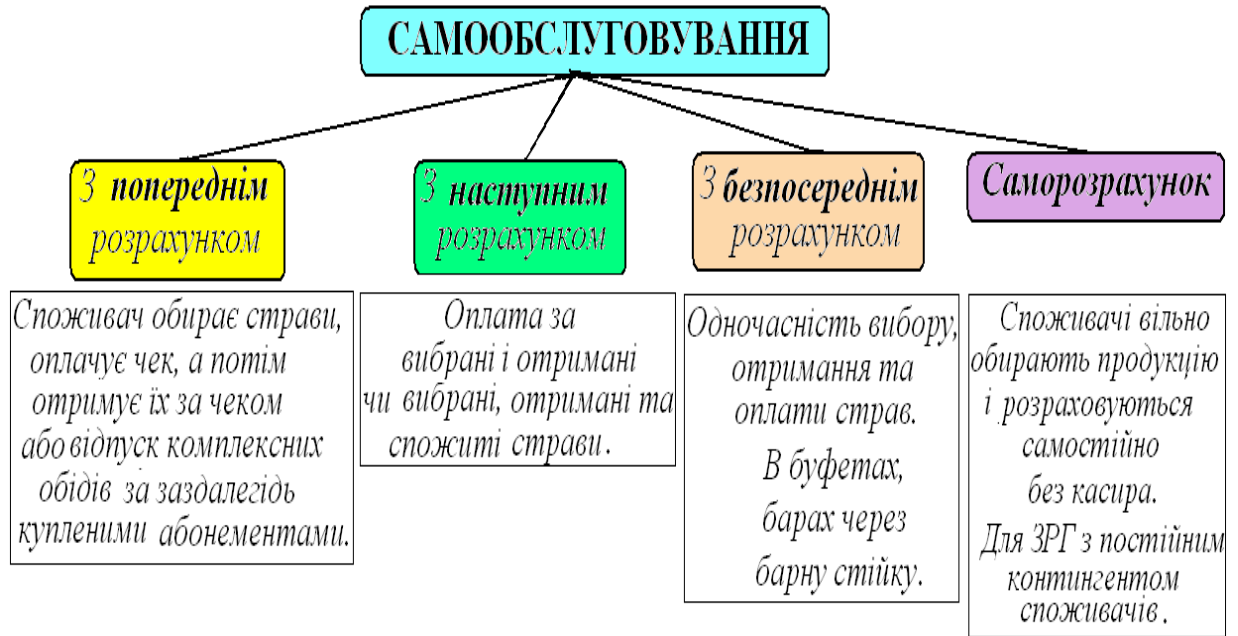 САМООБСЛУГОВУВАННЯ
З попереднім
розрахунком
Споживач обирає страви,
оплачує чек, а потім
отримує їх за чеком
або відпуск комплексних
обідів за заздалегідь
купленими абонементами.
З наступним
розрахунком
Оплата за
вибрані і отримані
чи вибрані, отримані та
спожиті страви.
З безпосереднім
розрахунком
Одночасність вибору,
отримання та
оплати страв.
В буфетах,
барах через
барну стійку.
Саморозрахунок
Споживачі вільно
обирають продукцію
і розраховуються
самостійно
без касира.
Для ЗРГ з постійним
контингентом
споживачів.